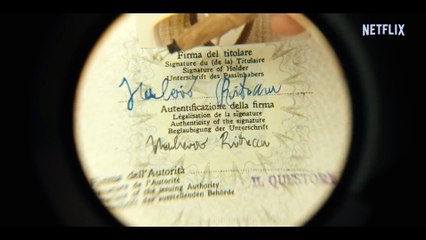 NETFLIX
Firma del titolare
Signature du (de la) Titulaire
Signature of Holder
Unterschrift des Passinhabers
Autentificazione della firma
Légalisation de la signature
Authenticity of the signature
Beglaubigung der Unterschrift
dell'Autorità
de l'Autorité
of the issuing Authority
der ausstellenden Behörde
IL QUESTORE